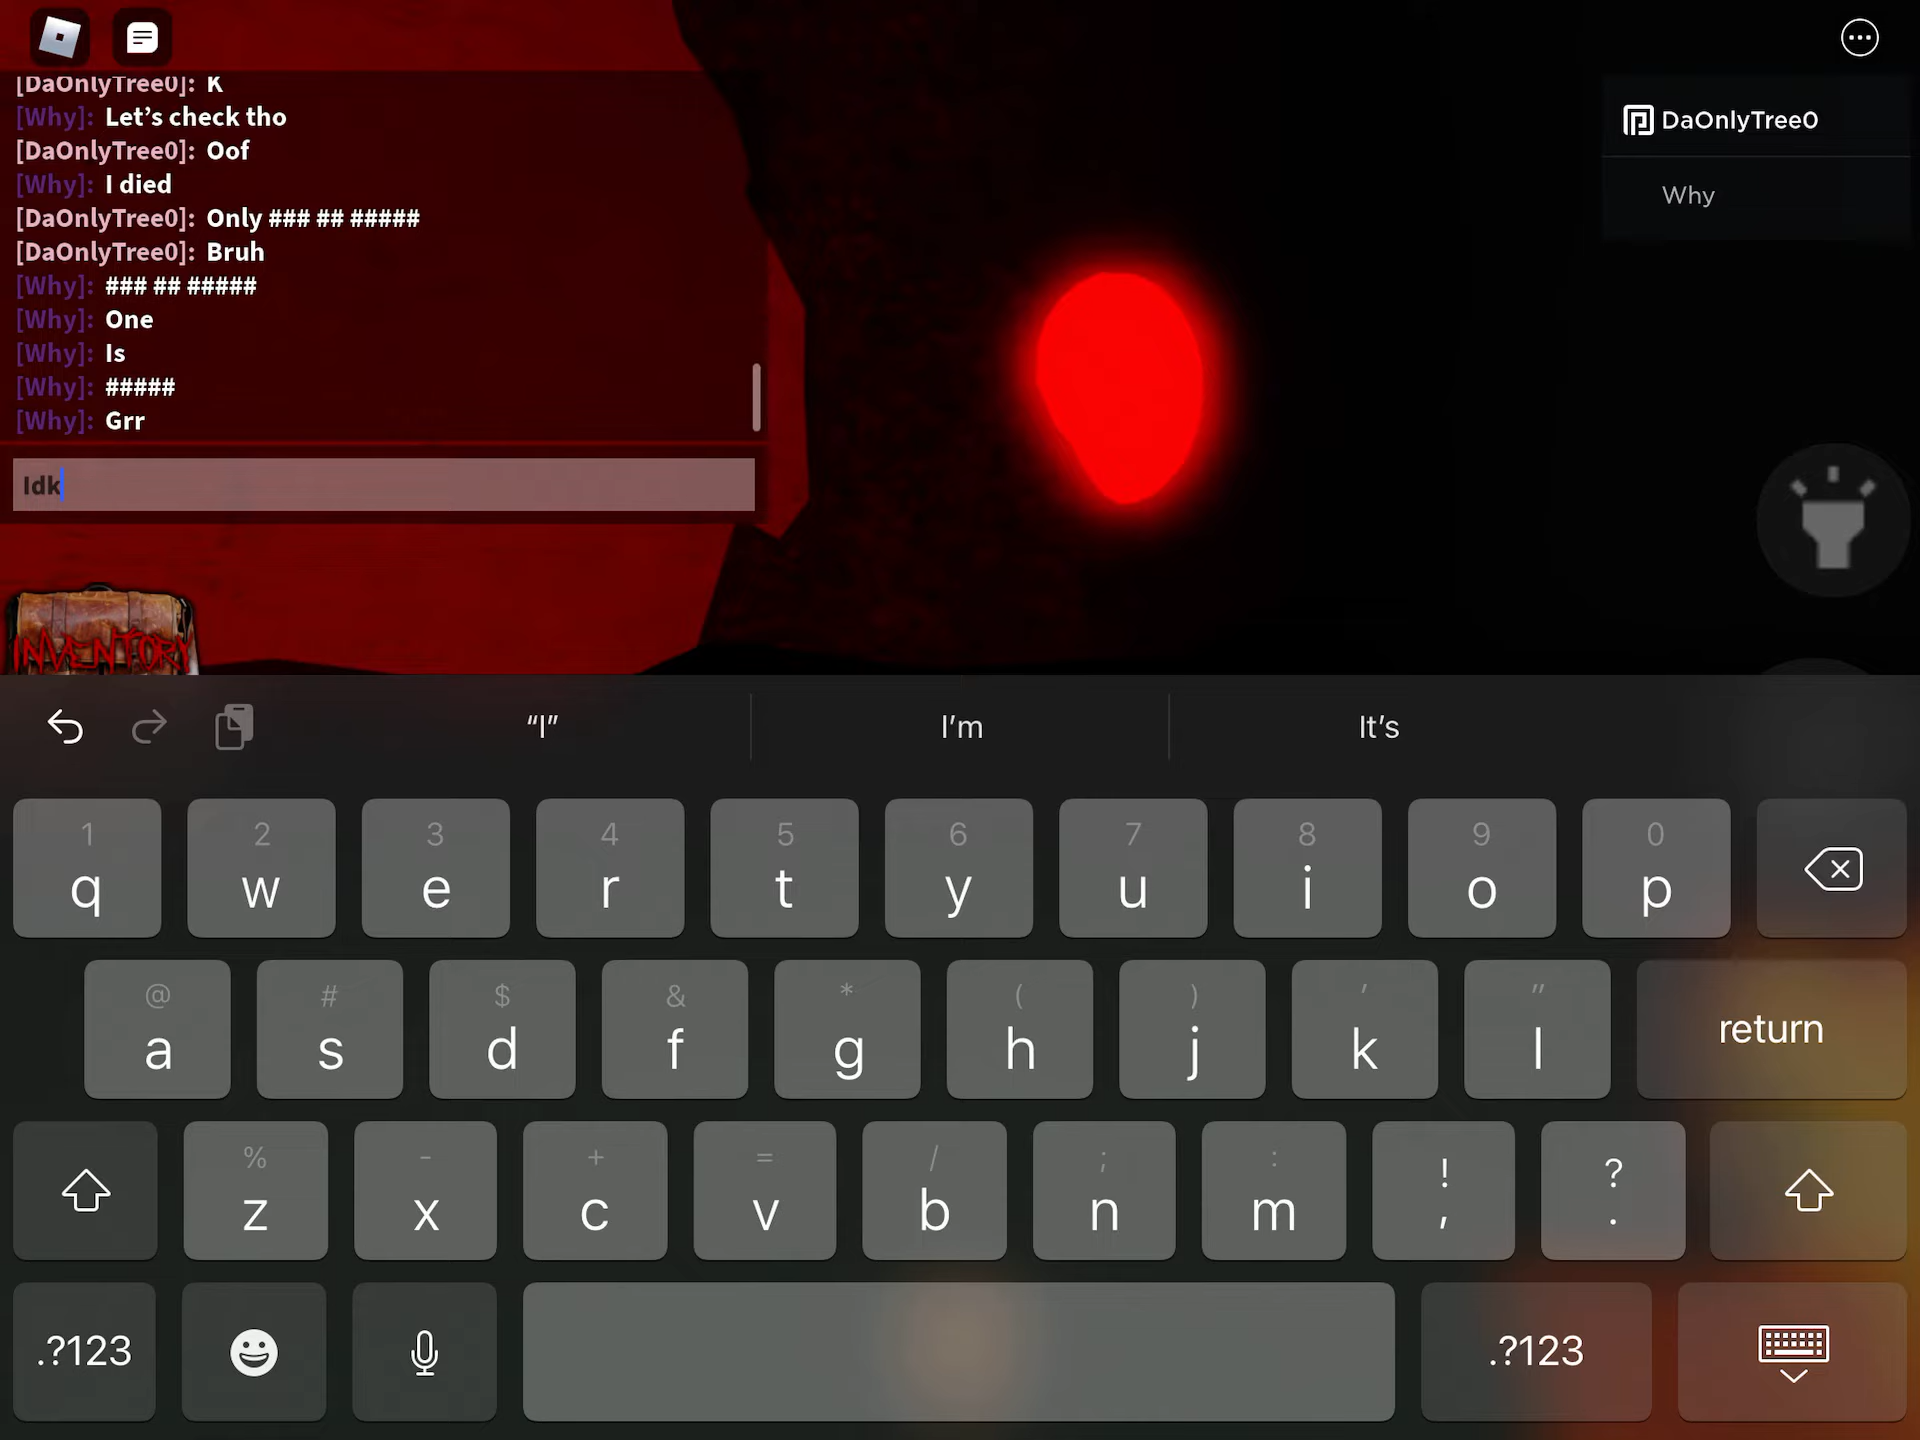 [DaOnlyTree0]: K
[Why]: Let’s check tho
[DaOnlyTree0]: Oof
[Why]: I died
[DaOnlyTree0]: Only ### ## #####
[DaOnlyTree0]: Bruh
[Why]: ### ## #####
[Why]: One
[Why]: Is
[Why]: #####
[Why]: Grr
Idk
DaOnlyTree0
Why
INVENTORY
“I” I’m It’s
1 2 3 4 5 6 7 8 9 0
q w e r t y u i o p
@ # $ & * ( ) ' "
a s d f g h j k l return
% - + = / ; : ! ?
z x c v b n m , .
.?123 .?123